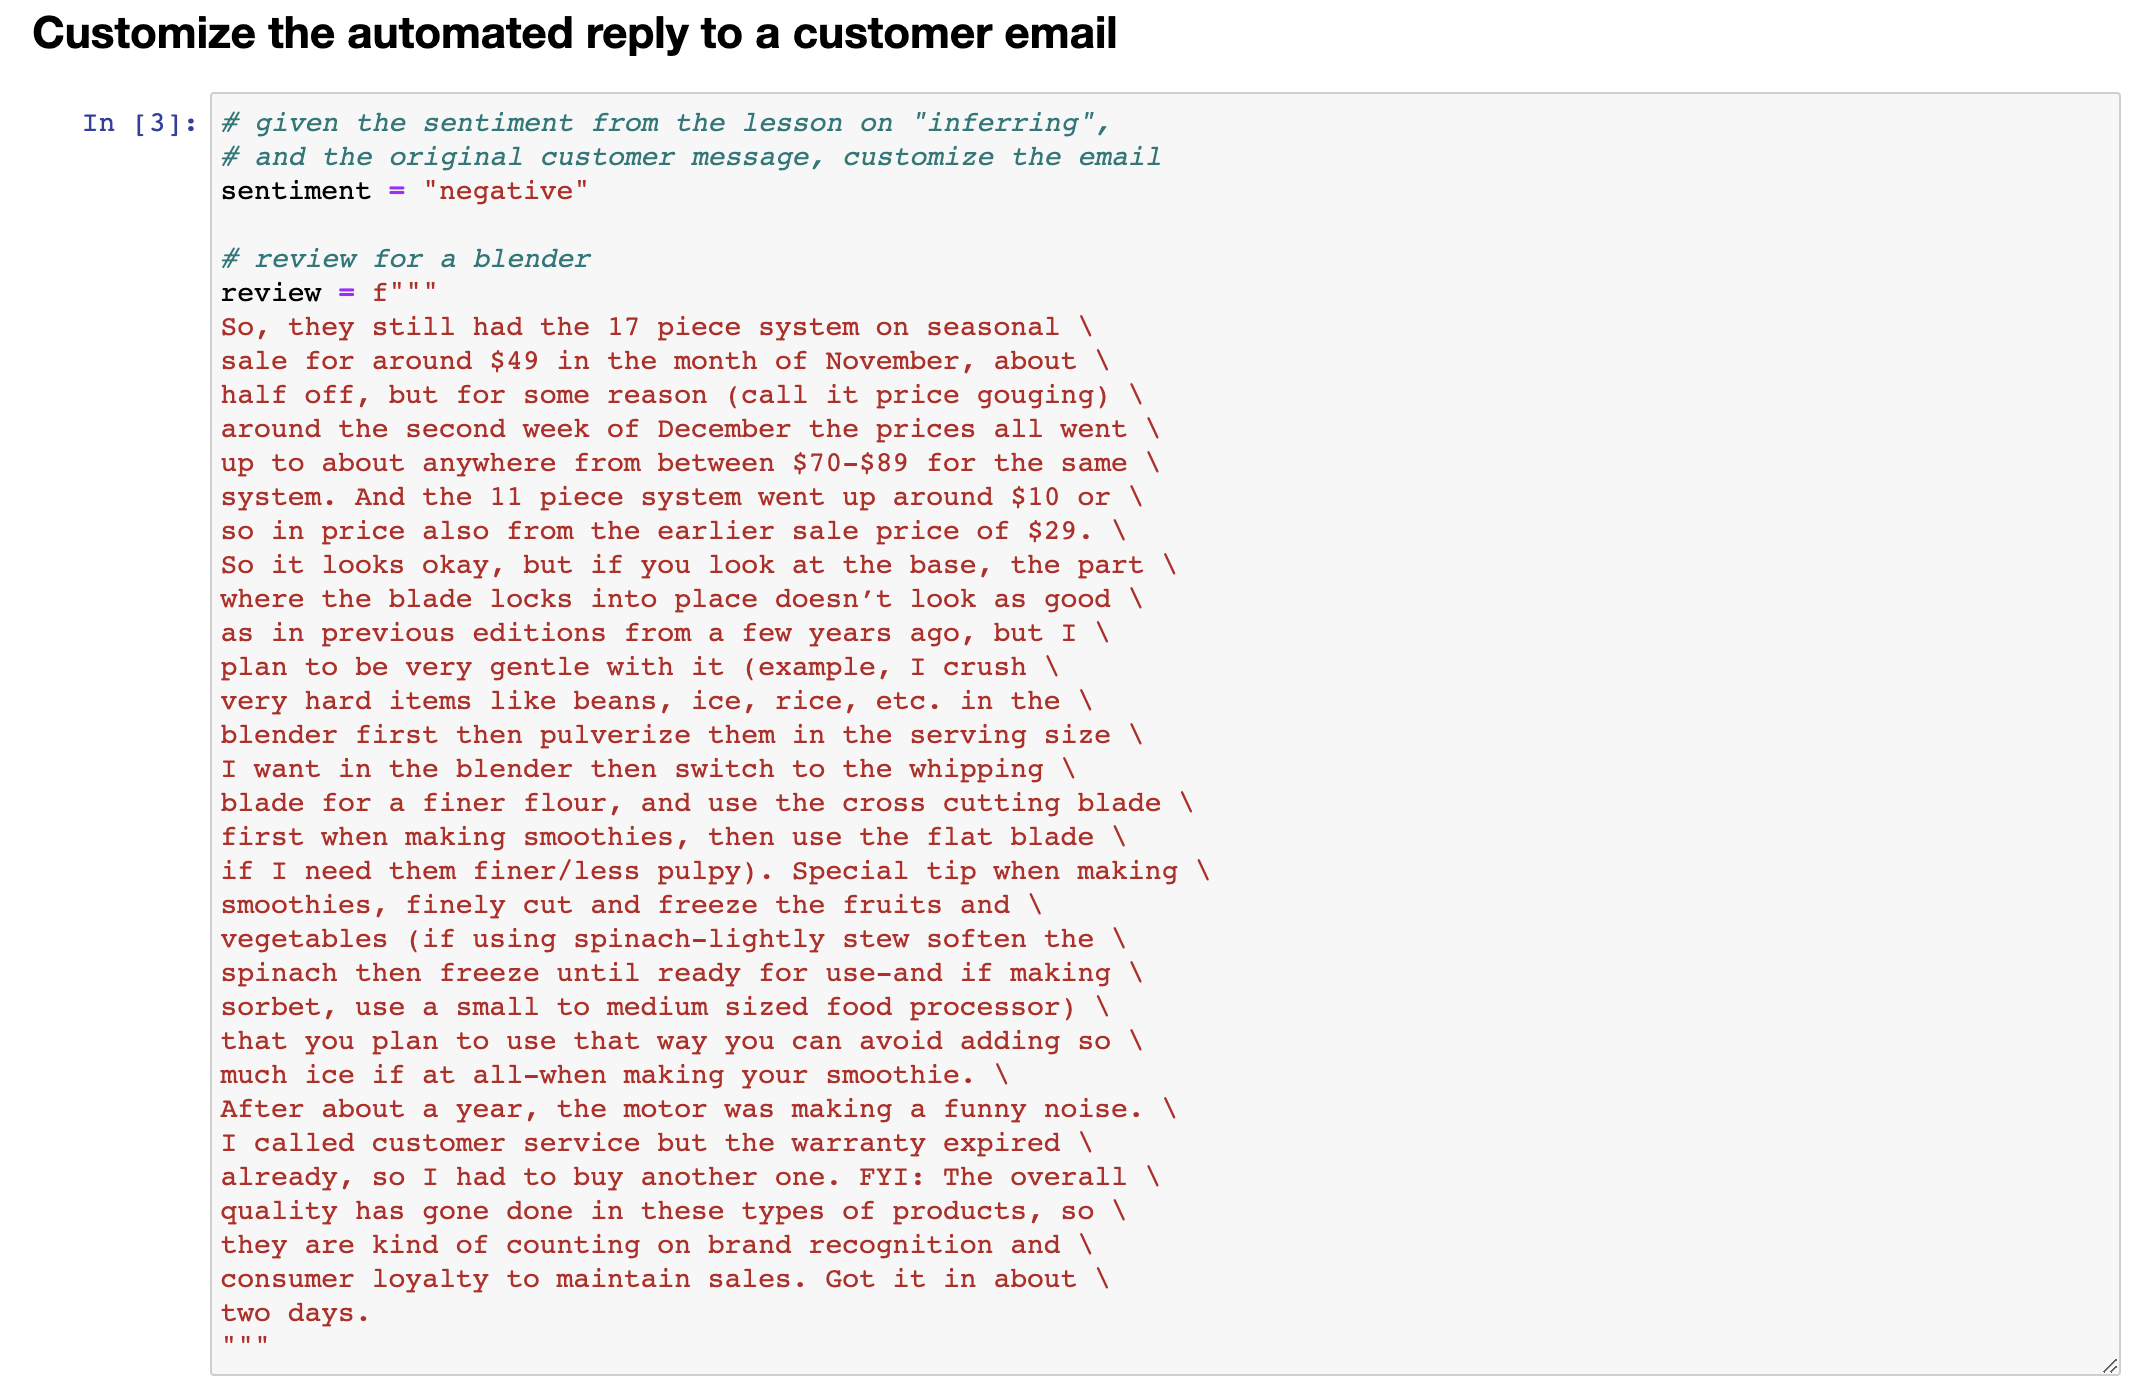 Customize the automated reply to a customer email
In [3]:
# given the sentiment from the lesson on "inferring",
# and the original customer message, customize the email
sentiment = "negative"
# review for a blender
review = f"""
So, they still had the 17 piece system on seasonal \
sale for around $49 in the month of November, about \
half off, but for some reason (call it price gouging) \
around the second week of December the prices all went \
up to about anywhere from between $70-$89 for the same \
system. And the 11 piece system went up around $10 or \
so in price also from the earlier sale price of $29. \
So it looks okay, but if you look at the base, the part \
where the blade locks into place doesn’t look as good \
as in previous editions from a few years ago, but I \
plan to be very gentle with it (example, I crush \
very hard items like beans, ice, rice, etc. in the \
blender first then pulverize them in the serving size \
I want in the blender then switch to the whipping \
blade for a finer flour, and use the cross cutting blade \
first when making smoothies, then use the flat blade \
if I need them finer/less pulpy). Special tip when making \
smoothies, finely cut and freeze the fruits and \
vegetables (if using spinach-lightly stew soften the \
spinach then freeze until ready for use-and if making \
sorbet, use a small to medium sized food processor) \
that you plan to use that way you can avoid adding so \
much ice if at all-when making your smoothie. \
After about a year, the motor was making a funny noise. \
I called customer service but the warranty expired \
already, so I had to buy another one. FYI: The overall \
quality has gone done in these types of products, so \
they are kind of counting on brand recognition and \
consumer loyalty to maintain sales. Got it in about \
two days.
"""